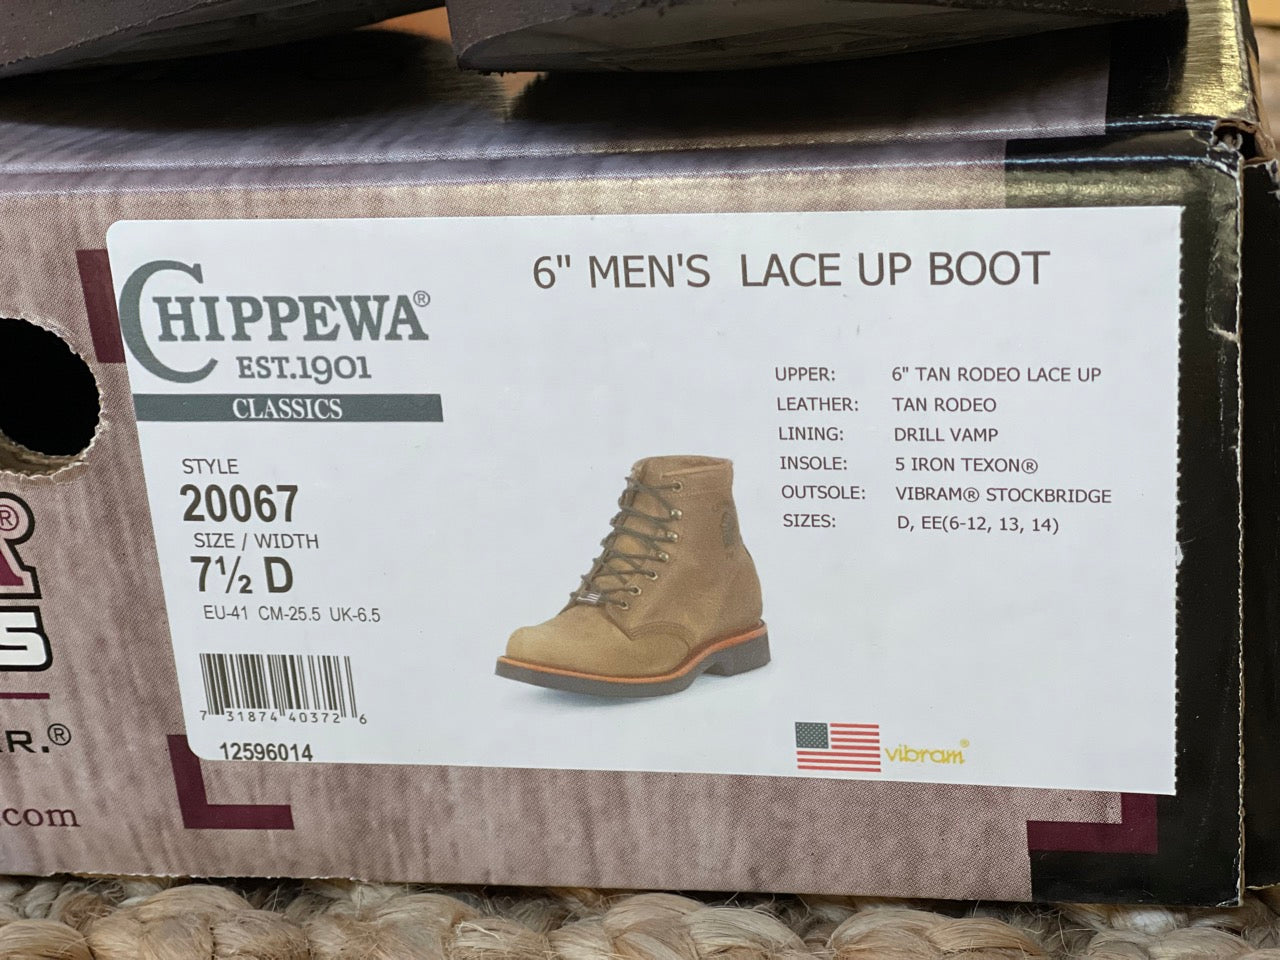 CHIPPEWA®
EST.1901
CLASSICS
6" MEN'S LACE UP BOOT
UPPER: 6" TAN RODEO LACE UP
LEATHER: TAN RODEO
LINING: DRILL VAMP
INSOLE: 5 IRON TEXON®
OUTSOLE: VIBRAM® STOCKBRIDGE
SIZES: D, EE(6-12, 13, 14)
STYLE
20067
SIZE / WIDTH
7½ D
EU-41 CM-25.5 UK-6.5
7 31874 40372 6
12596014
vibram®
R®
S
R.®
.com